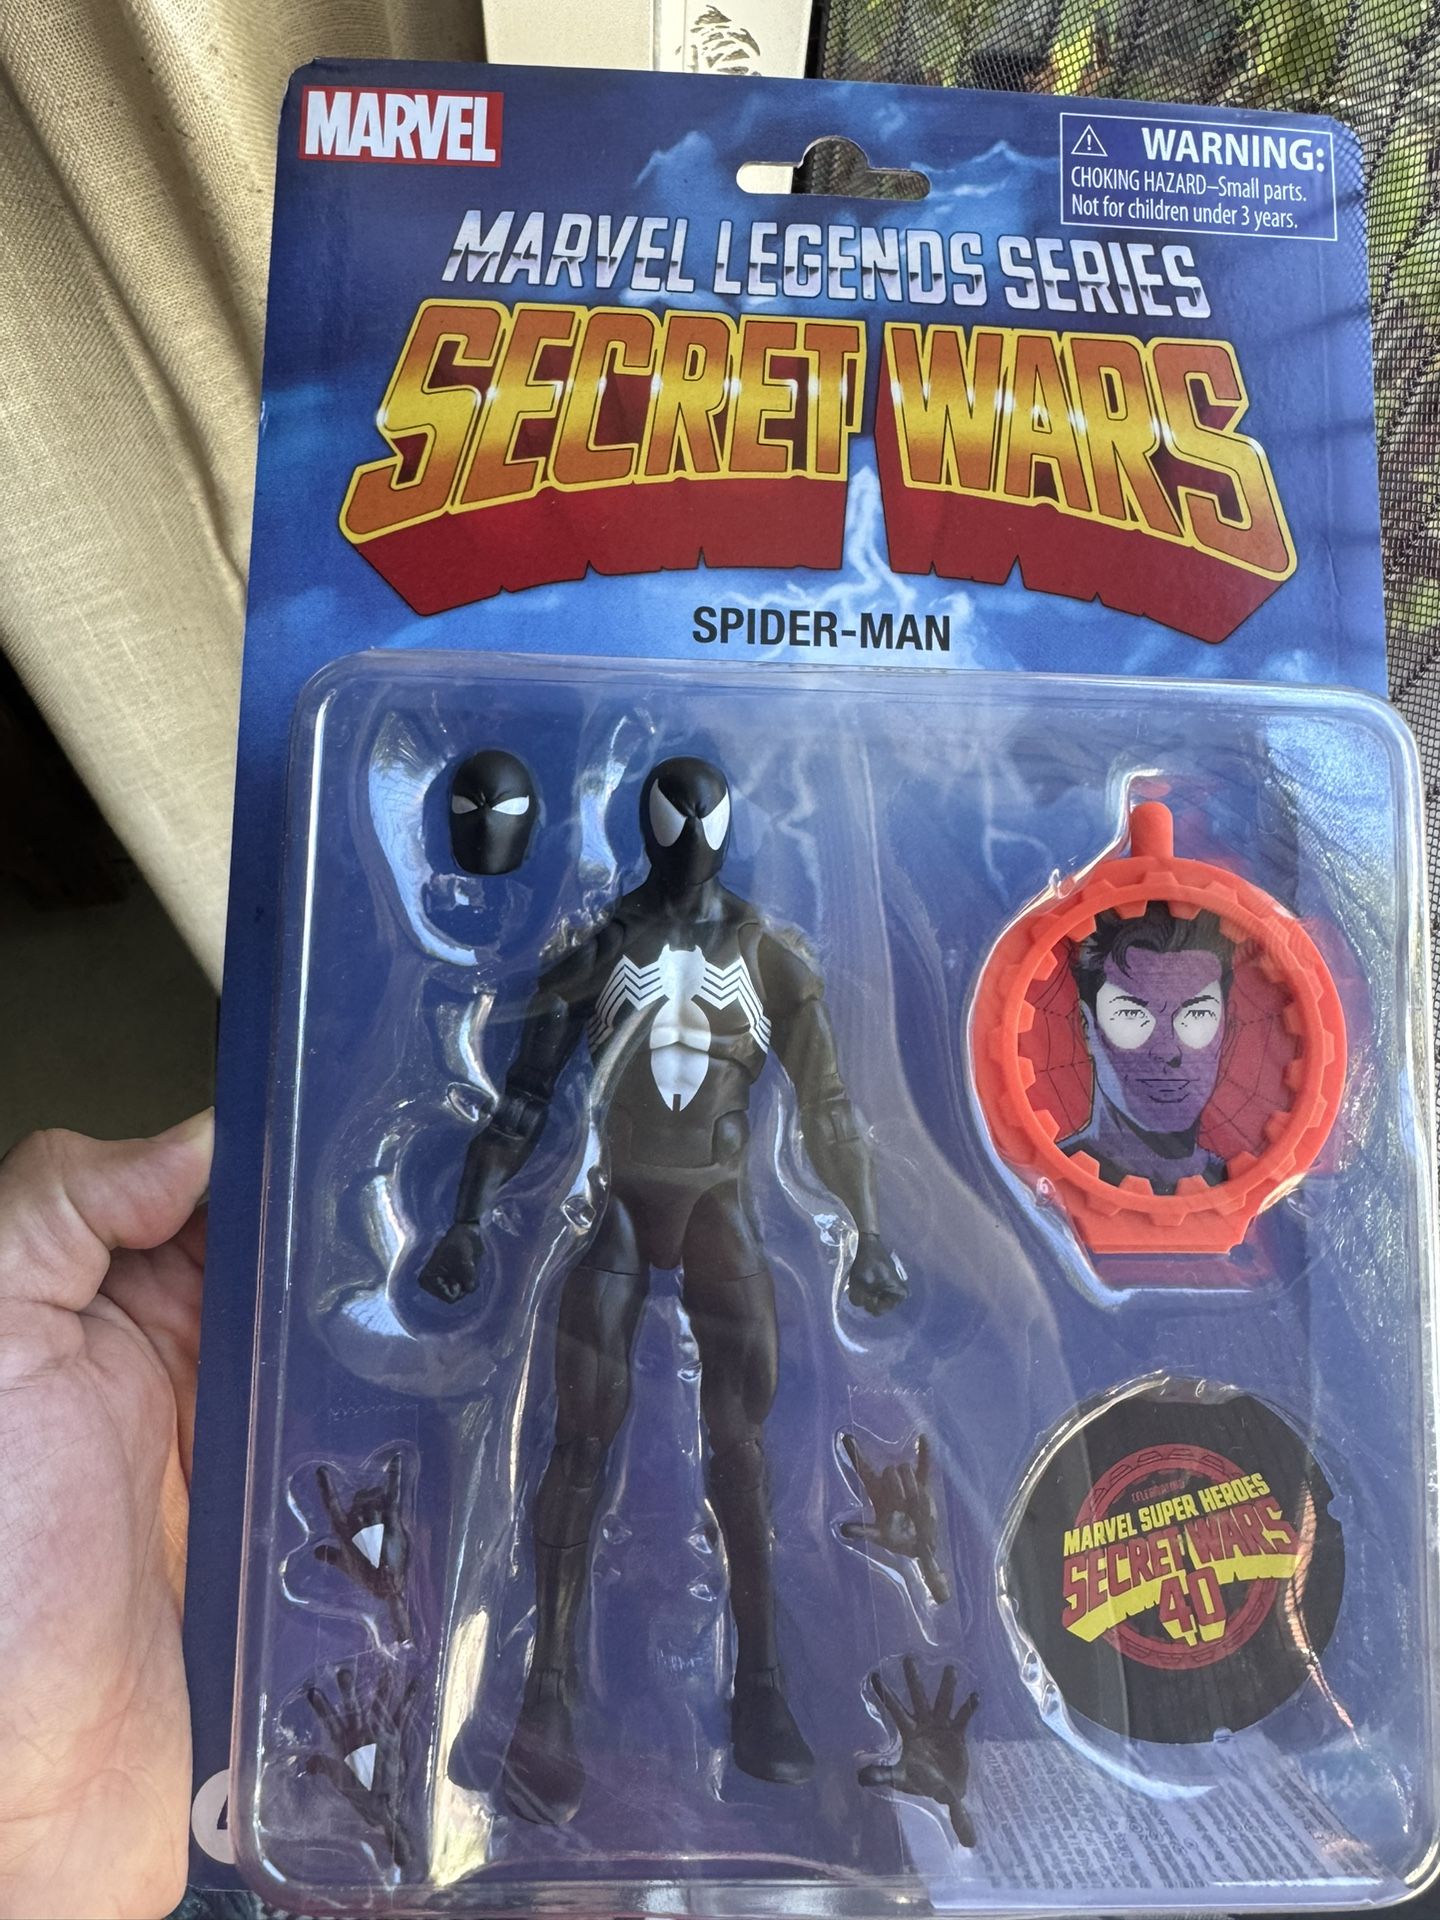 MARVEL
WARNING:
CHOKING HAZARD–Small parts.
Not for children under 3 years.
MARVEL LEGENDS SERIES
SECRET WARS
SPIDER-MAN
MARVEL SUPER HEROES
SECRET WARS
40